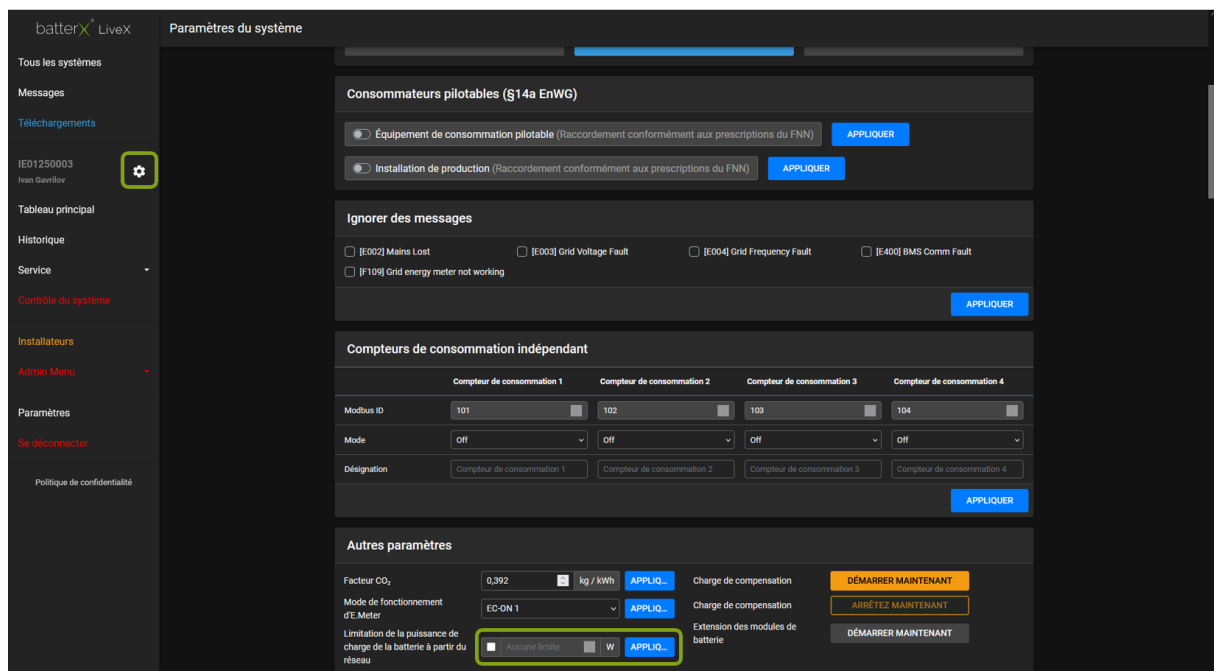 batterX® LiveX
Paramètres du système
Tous les systèmes
Messages
Téléchargements
IE01250003
Ivan Gavrilov
Tableau principal
Historique
Service
Contrôle du système
Installateurs
Admin Menu
Paramètres
Se déconnecter
Politique de confidentialité
Consommateurs pilotables (§14a EnWG)
Équipement de consommation pilotable (Raccordement conformément aux prescriptions du FNN) APPLIQUER
Installation de production (Raccordement conformément aux prescriptions du FNN) APPLIQUER
Ignorer des messages
[E002] Mains Lost [E003] Grid Voltage Fault [E004] Grid Frequency Fault [E400] BMS Comm Fault
[F109] Grid energy meter not working
APPLIQUER
Compteurs de consommation indépendant
Compteur de consommation 1 Compteur de consommation 2 Compteur de consommation 3 Compteur de consommation 4
Modbus ID 101 102 103 104
Mode Off Off Off Off
Désignation Compteur de consommation 1 Compteur de consommation 2 Compteur de consommation 3 Compteur de consommation 4
APPLIQUER
Autres paramètres
Facteur CO₂ 0,392 kg / kWh APPLIQ...
Mode de fonctionnement
d'E.Meter EC-ON 1 APPLIQ...
Limitation de la puissance de
charge de la batterie à partir du
réseau Aucune limite W APPLIQ...
Charge de compensation DÉMARRER MAINTENANT
Charge de compensation ARRÊTEZ MAINTENANT
Extension des modules de
batterie DÉMARRER MAINTENANT